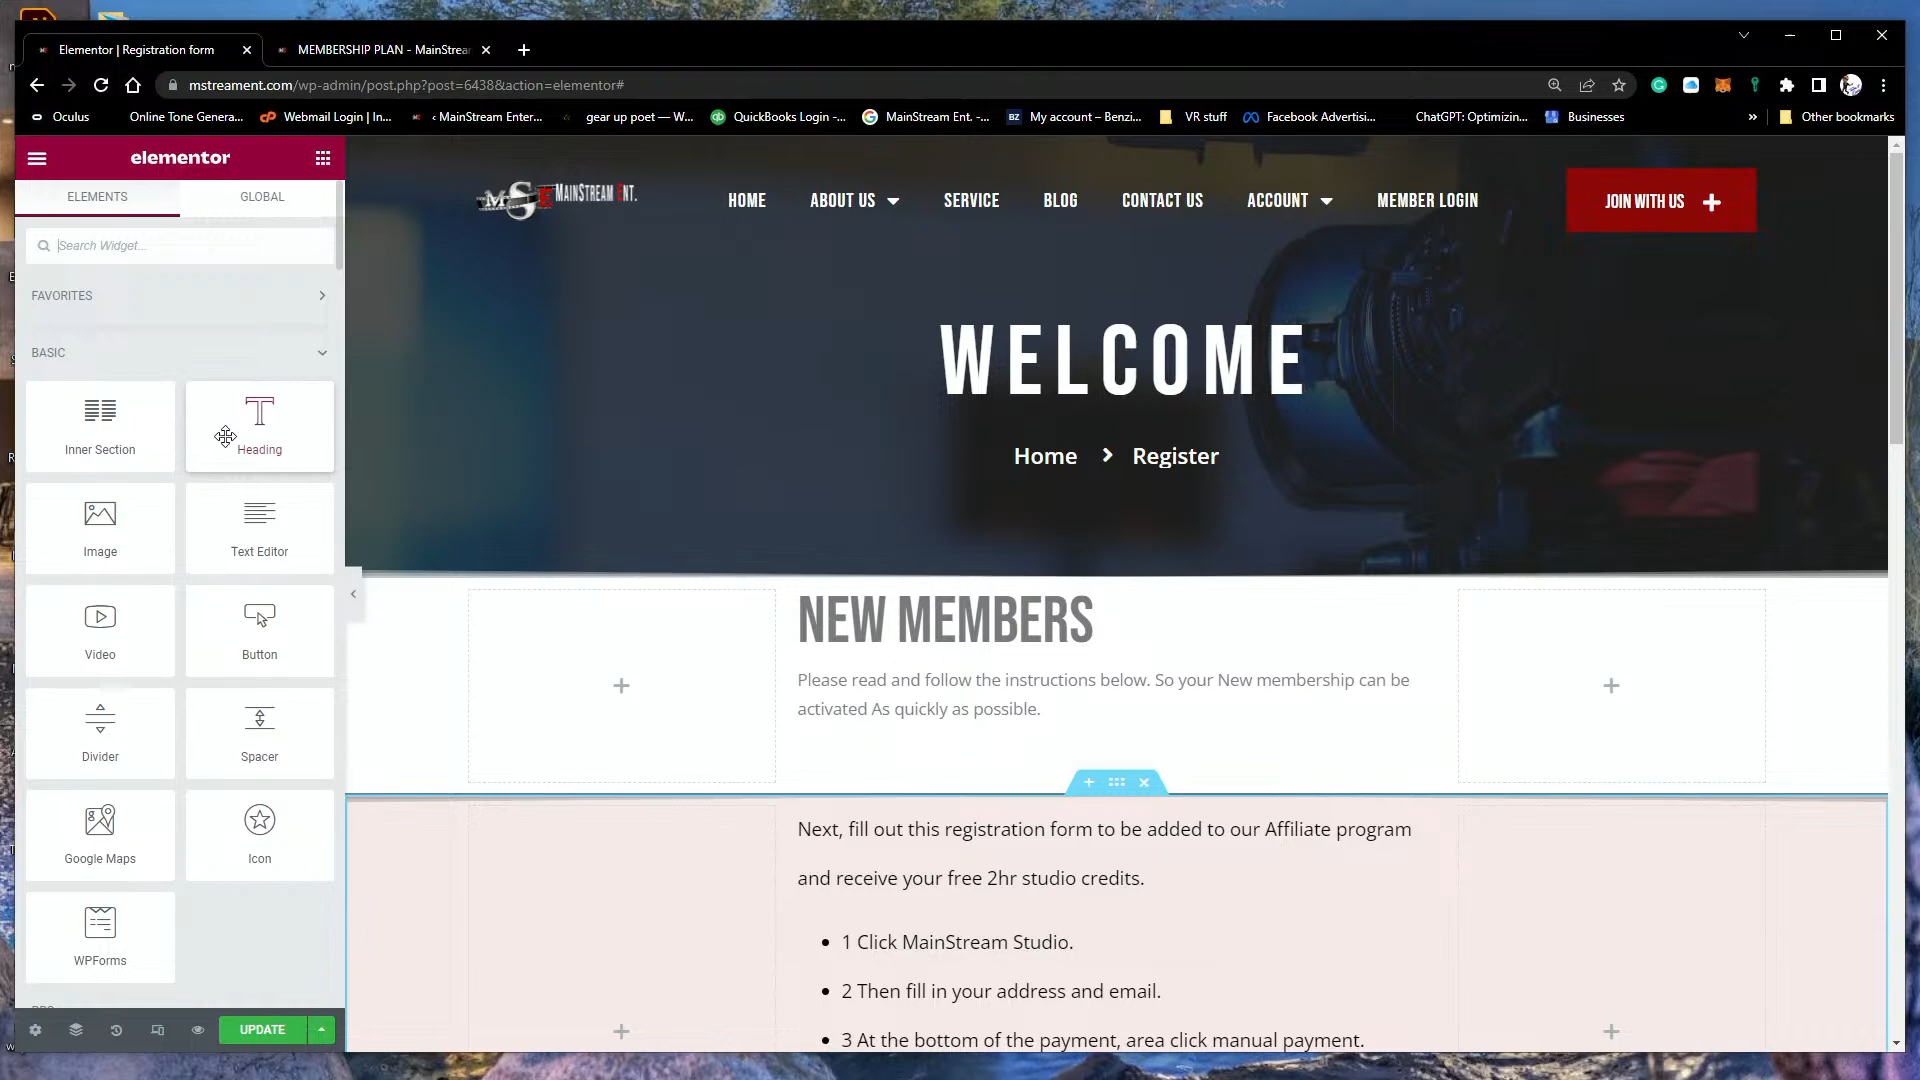 Elementor | Registration form
MEMBERSHIP PLAN - MainStrea
mstreament.com/wp-admin/post.php?post=6438&action=elementor#
Oculus
Online Tone Genera...
Webmail Login | In...
‹ MainStream Enter...
gear up poet — W...
QuickBooks Login -...
MainStream Ent. -...
BZ
My account – Benzi...
VR stuff
Facebook Advertisi...
ChatGPT: Optimizin...
Businesses
»
Other bookmarks
elementor
ELEMENTS
GLOBAL
Search Widget...
FAVORITES
BASIC
Inner Section
Heading
Image
Text Editor
Video
Button
Divider
Spacer
Google Maps
Icon
WPForms
UPDATE
MSE MAINSTREAM ENT.
HOME
ABOUT US
SERVICE
BLOG
CONTACT US
ACCOUNT
MEMBER LOGIN
JOIN WITH US
WELCOME
Home
Register
NEW MEMBERS
Please read and follow the instructions below. So your New membership can be
activated As quickly as possible.
Next, fill out this registration form to be added to our Affiliate program
and receive your free 2hr studio credits.
• 1 Click MainStream Studio.
• 2 Then fill in your address and email.
• 3 At the bottom of the payment, area click manual payment.